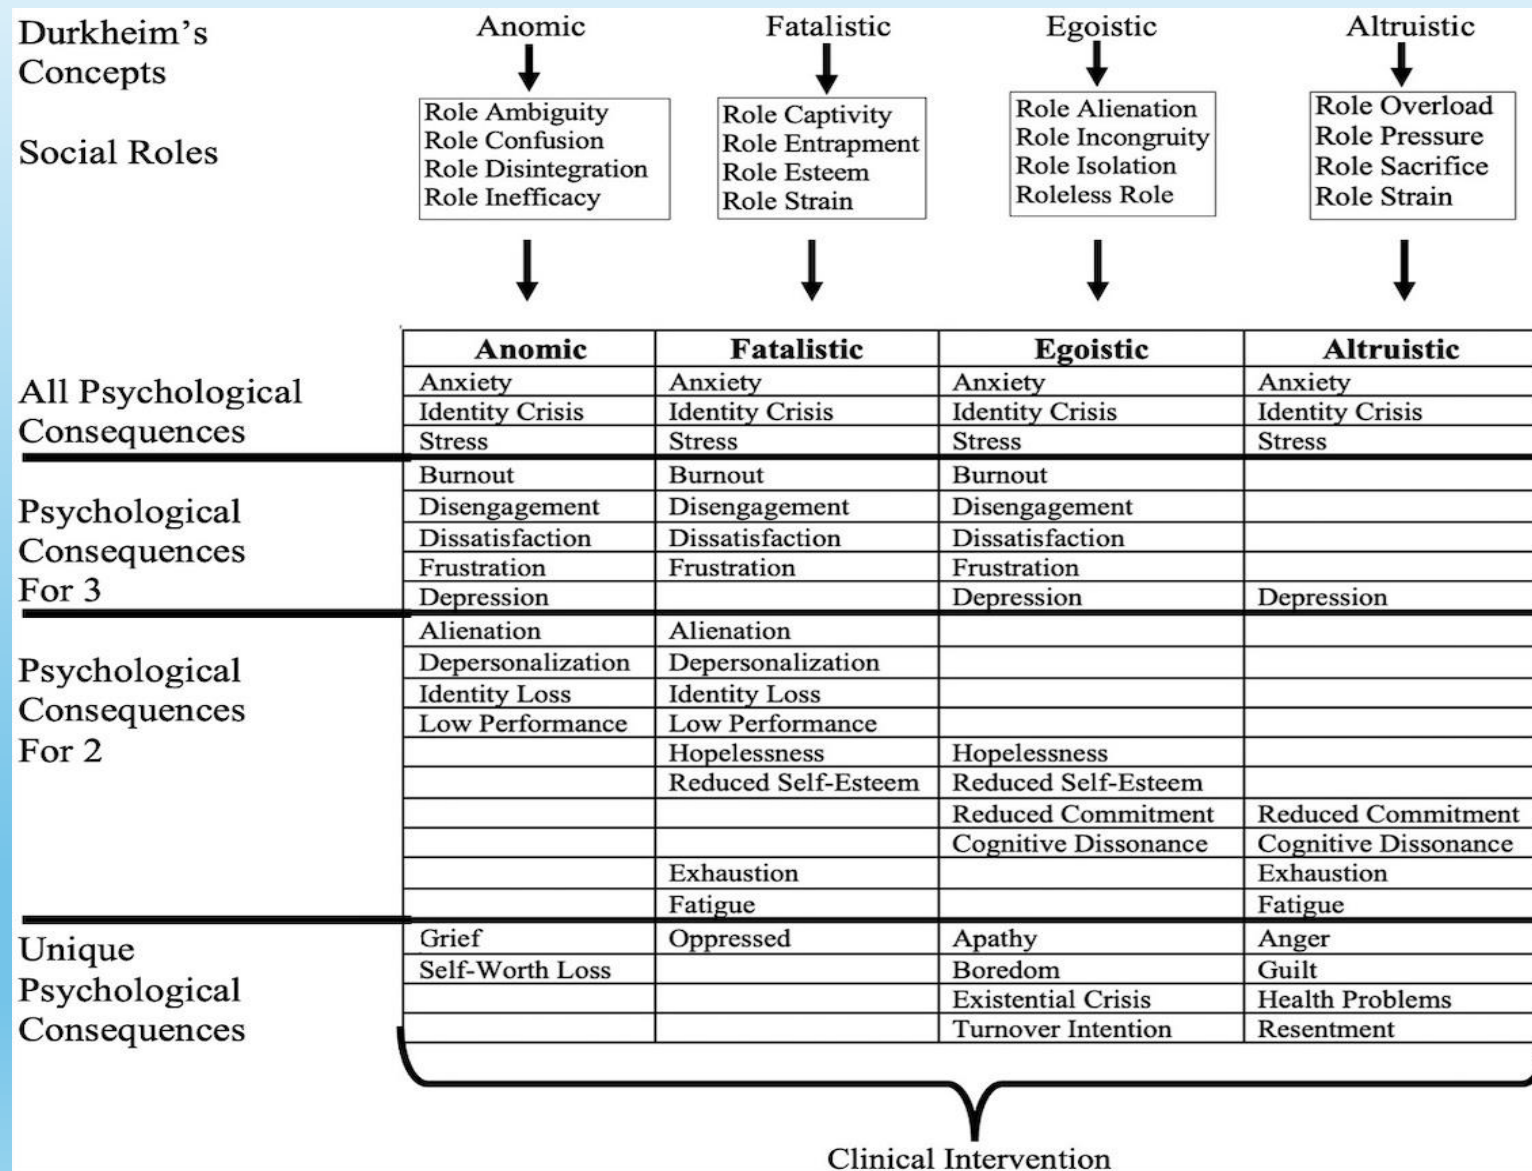 Durkheim's
Concepts
Anomic
Fatalistic
Egoistic
Altruistic
Social Roles
Role Ambiguity
Role Confusion
Role Disintegration
Role Inefficacy
Role Captivity
Role Entrapment
Role Esteem
Role Strain
Role Alienation
Role Incongruity
Role Isolation
Roleless Role
Role Overload
Role Pressure
Role Sacrifice
Role Strain
Anomic Fatalistic Egoistic Altruistic
All Psychological
Consequences
Anxiety Anxiety Anxiety Anxiety
Identity Crisis Identity Crisis Identity Crisis Identity Crisis
Stress Stress Stress Stress
Psychological
Consequences
For 3
Burnout Burnout Burnout
Disengagement Disengagement Disengagement
Dissatisfaction Dissatisfaction Dissatisfaction
Frustration Frustration Frustration
Depression Depression Depression
Psychological
Consequences
For 2
Alienation Alienation
Depersonalization Depersonalization
Identity Loss Identity Loss
Low Performance Low Performance
Hopelessness Hopelessness
Reduced Self-Esteem Reduced Self-Esteem
Reduced Commitment Reduced Commitment
Cognitive Dissonance Cognitive Dissonance
Exhaustion Exhaustion
Fatigue Fatigue
Unique
Psychological
Consequences
Grief Oppressed Apathy Anger
Self-Worth Loss Boredom Guilt
Existential Crisis Health Problems
Turnover Intention Resentment
Clinical Intervention